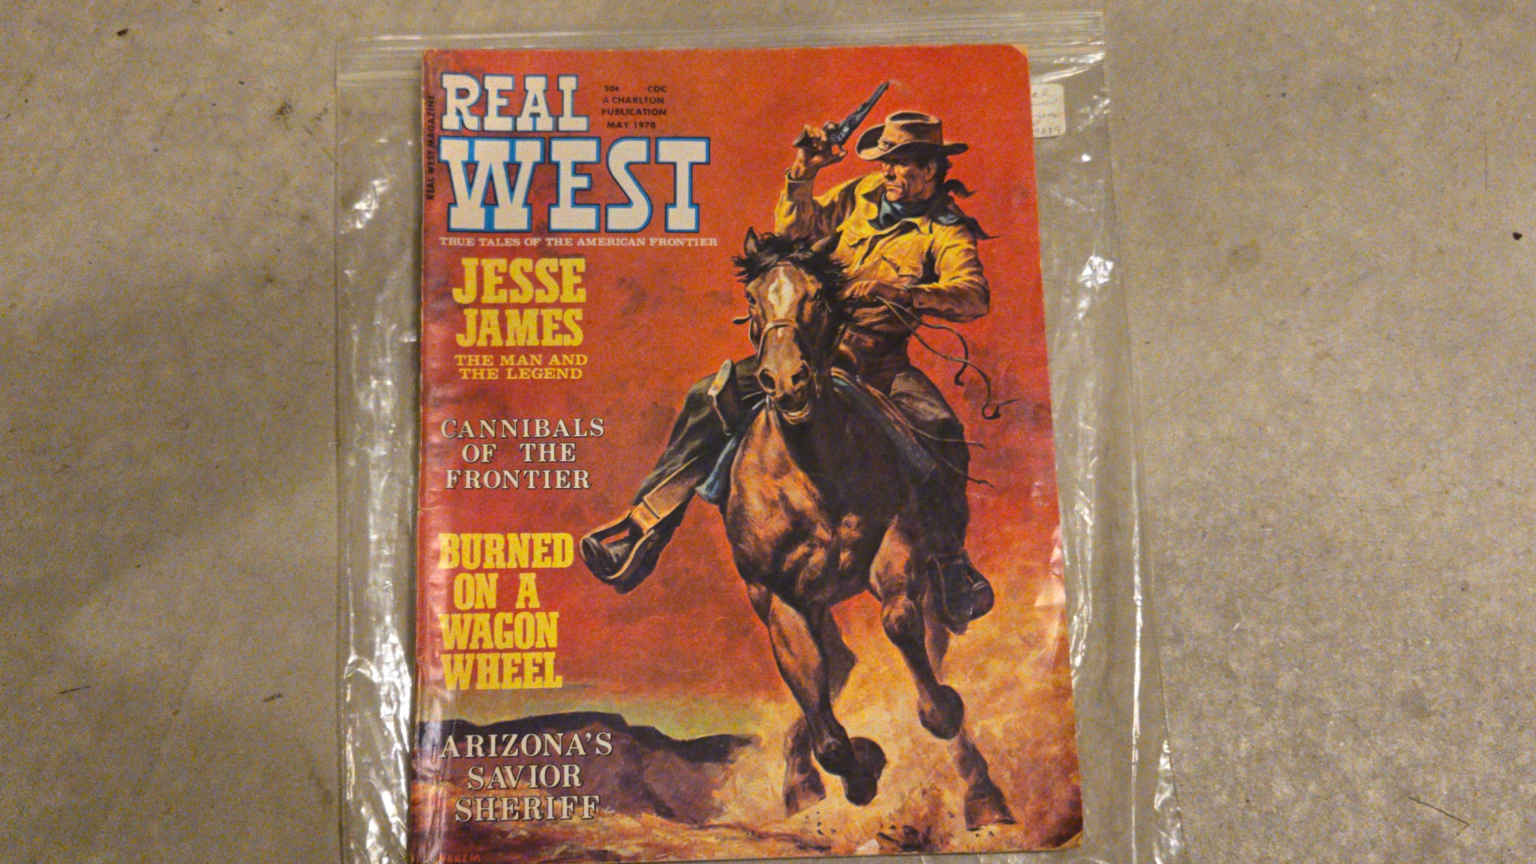 REAL WEST MAGAZINE
REAL
50¢ CDC
A CHARLTON
PUBLICATION
MAY 1970
WEST
TRUE TALES OF THE AMERICAN FRONTIER
JESSE
JAMES
THE MAN AND
THE LEGEND
CANNIBALS
OF THE
FRONTIER
BURNED
ON A
WAGON
WHEEL
ARIZONA'S
SAVIOR
SHERIFF